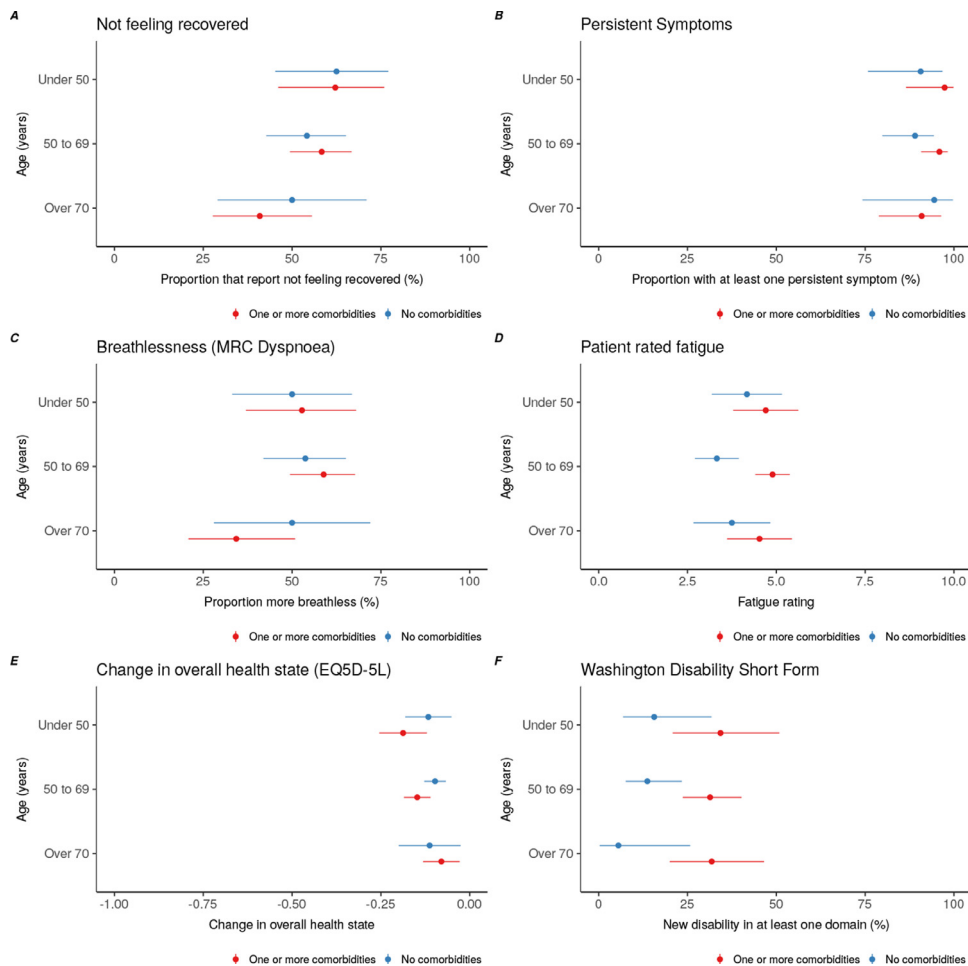 A
Not feeling recovered
Age (years)
Under 50
50 to 69
Over 70
0 25 50 75 100
Proportion that report not feeling recovered (%)
One or more comorbidities No comorbidities
B
Persistent Symptoms
Age (years)
Under 50
50 to 69
Over 70
0 25 50 75 100
Proportion with at least one persistent symptom (%)
One or more comorbidities No comorbidities
C
Breathlessness (MRC Dyspnoea)
Age (years)
Under 50
50 to 69
Over 70
0 25 50 75 100
Proportion more breathless (%)
One or more comorbidities No comorbidities
D
Patient rated fatigue
Age (years)
Under 50
50 to 69
Over 70
0.0 2.5 5.0 7.5 10.0
Fatigue rating
One or more comorbidities No comorbidities
E
Change in overall health state (EQ5D-5L)
Age (years)
Under 50
50 to 69
Over 70
-1.00 -0.75 -0.50 -0.25 0.00
Change in overall health state
One or more comorbidities No comorbidities
F
Washington Disability Short Form
Age (years)
Under 50
50 to 69
Over 70
0 25 50 75 100
New disability in at least one domain (%)
One or more comorbidities No comorbidities